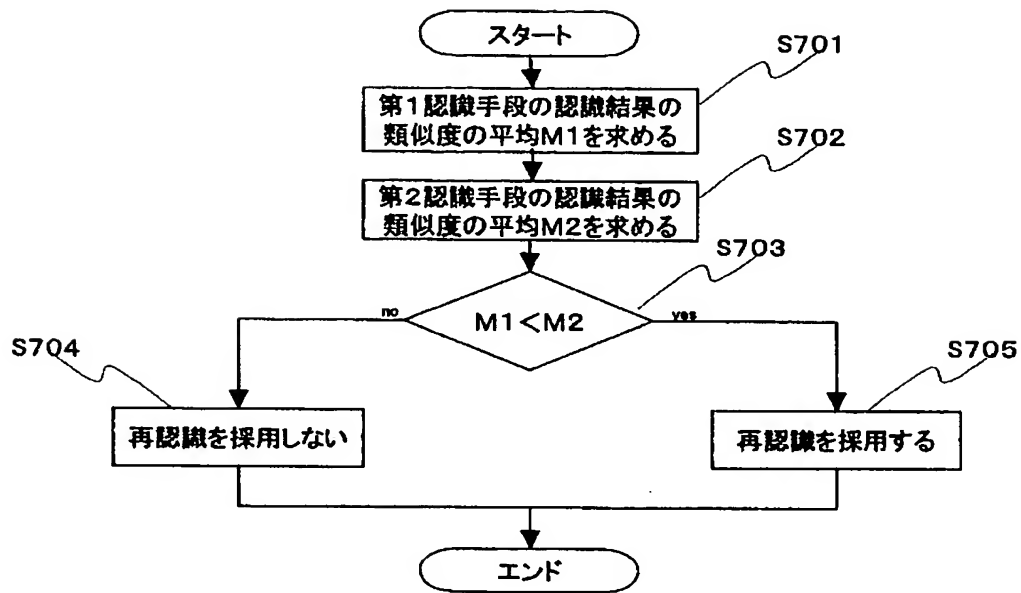 スタート
S701
第1認識手段の認識結果の
類似度の平均M1を求める
S702
第2認識手段の認識結果の
類似度の平均M2を求める
S703
no
M1<M2
yes
S704
S705
再認識を採用しない
再認識を採用する
エンド